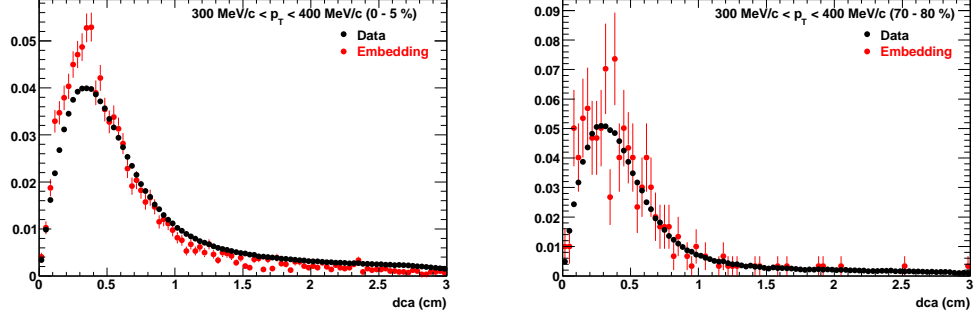 300 MeV/c < p_T < 400 MeV/c (0 - 5 %)
Data
Embedding
0.05
0.04
0.03
0.02
0.01
0
0 0.5 1 1.5 2 2.5 3
dca (cm)
300 MeV/c < p_T < 400 MeV/c (70 - 80 %)
Data
Embedding
0.09
0.08
0.07
0.06
0.05
0.04
0.03
0.02
0.01
0
0 0.5 1 1.5 2 2.5 3
dca (cm)